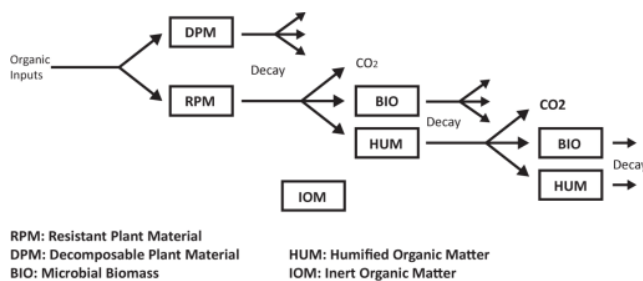 DPM
Organic
Inputs
Decay
CO2
RPM
BIO
CO2
Decay
HUM
BIO
Decay
HUM
IOM
RPM: Resistant Plant Material
DPM: Decomposable Plant Material
HUM: Humified Organic Matter
BIO: Microbial Biomass
IOM: Inert Organic Matter